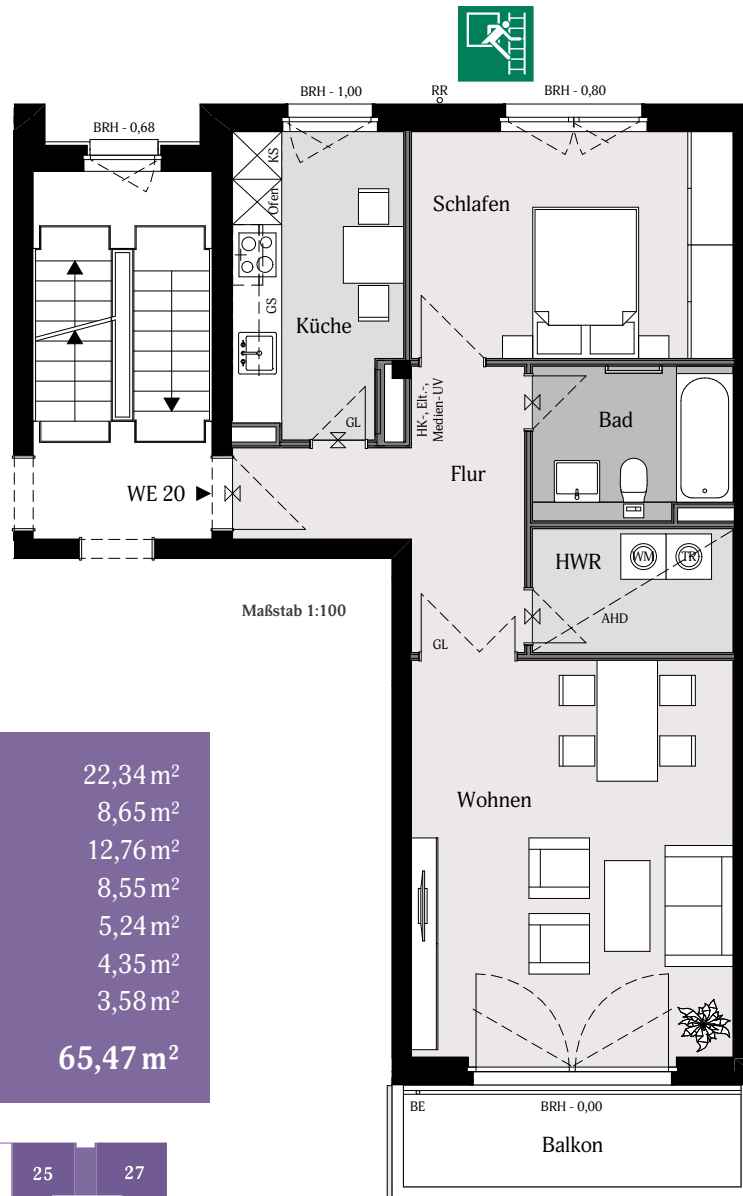 BRH - 1,00
RR
BRH - 0,80
BRH - 0,68
KS
Ofen
Schlafen
GS
Küche
HK-, Elt.-,
Medien-UV
GL
Bad
Flur
WE 20
HWR
WM
TR
Maßstab 1:100
AHD
GL
22,34 m²
8,65 m²
12,76 m²
8,55 m²
5,24 m²
4,35 m²
3,58 m²
65,47 m²
Wohnen
BE
BRH - 0,00
Balkon
25
27